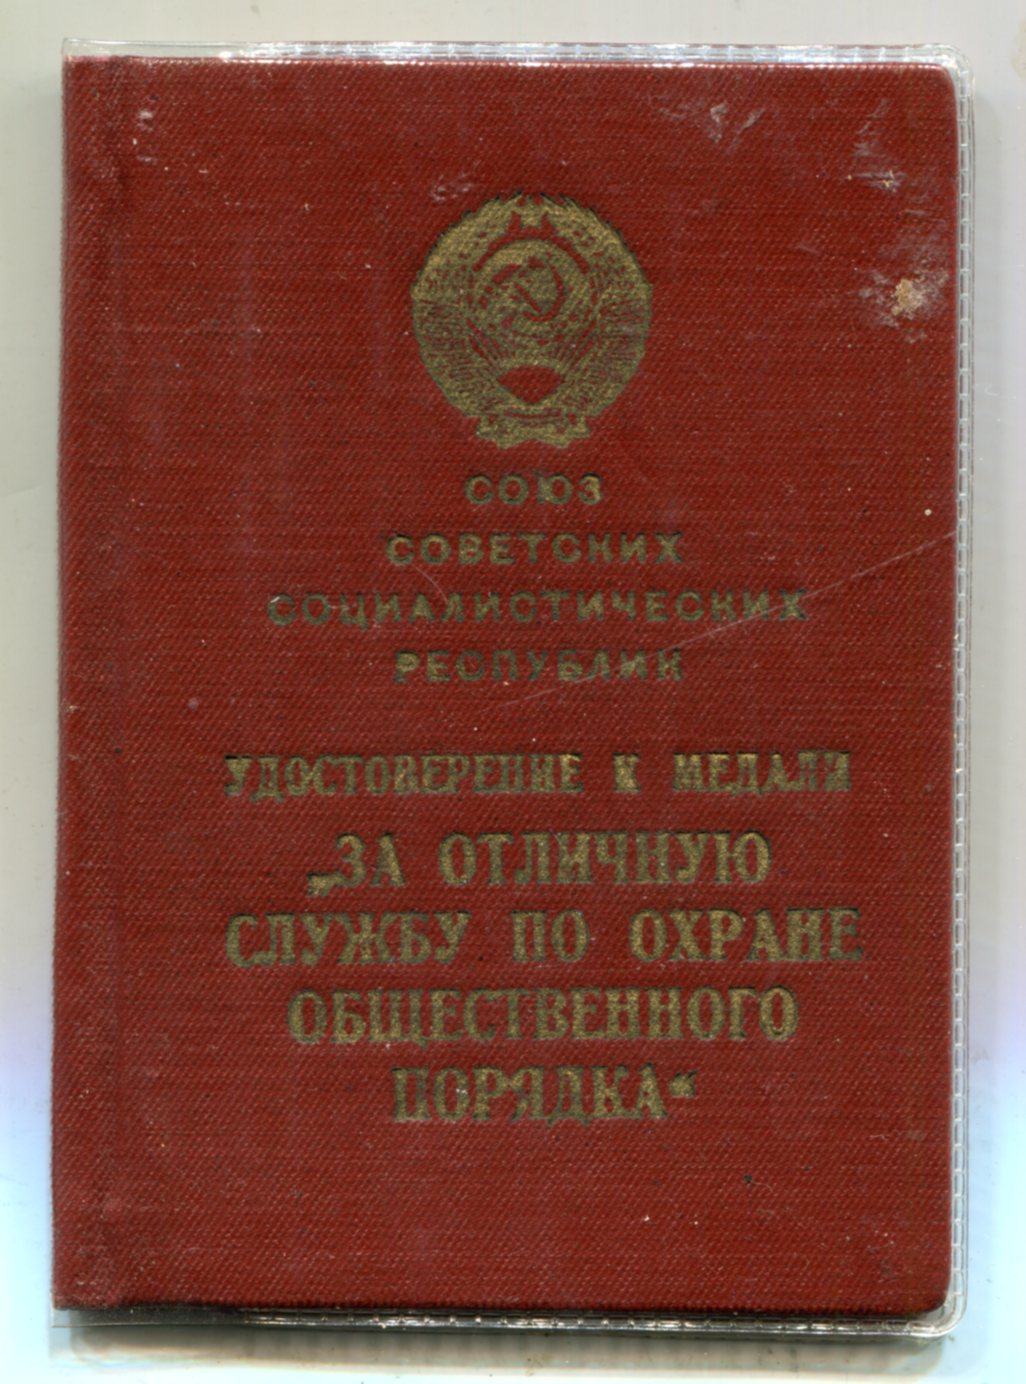 СОЮЗ
СОВЕТСКИХ
СОЦИАЛИСТИЧЕСКИХ
РЕСПУБЛИК
УДОСТОВЕРЕНИЕ К МЕДАЛИ
„ЗА ОТЛИЧНУЮ
СЛУЖБУ ПО ОХРАНЕ
ОБЩЕСТВЕННОГО
ПОРЯДКА“